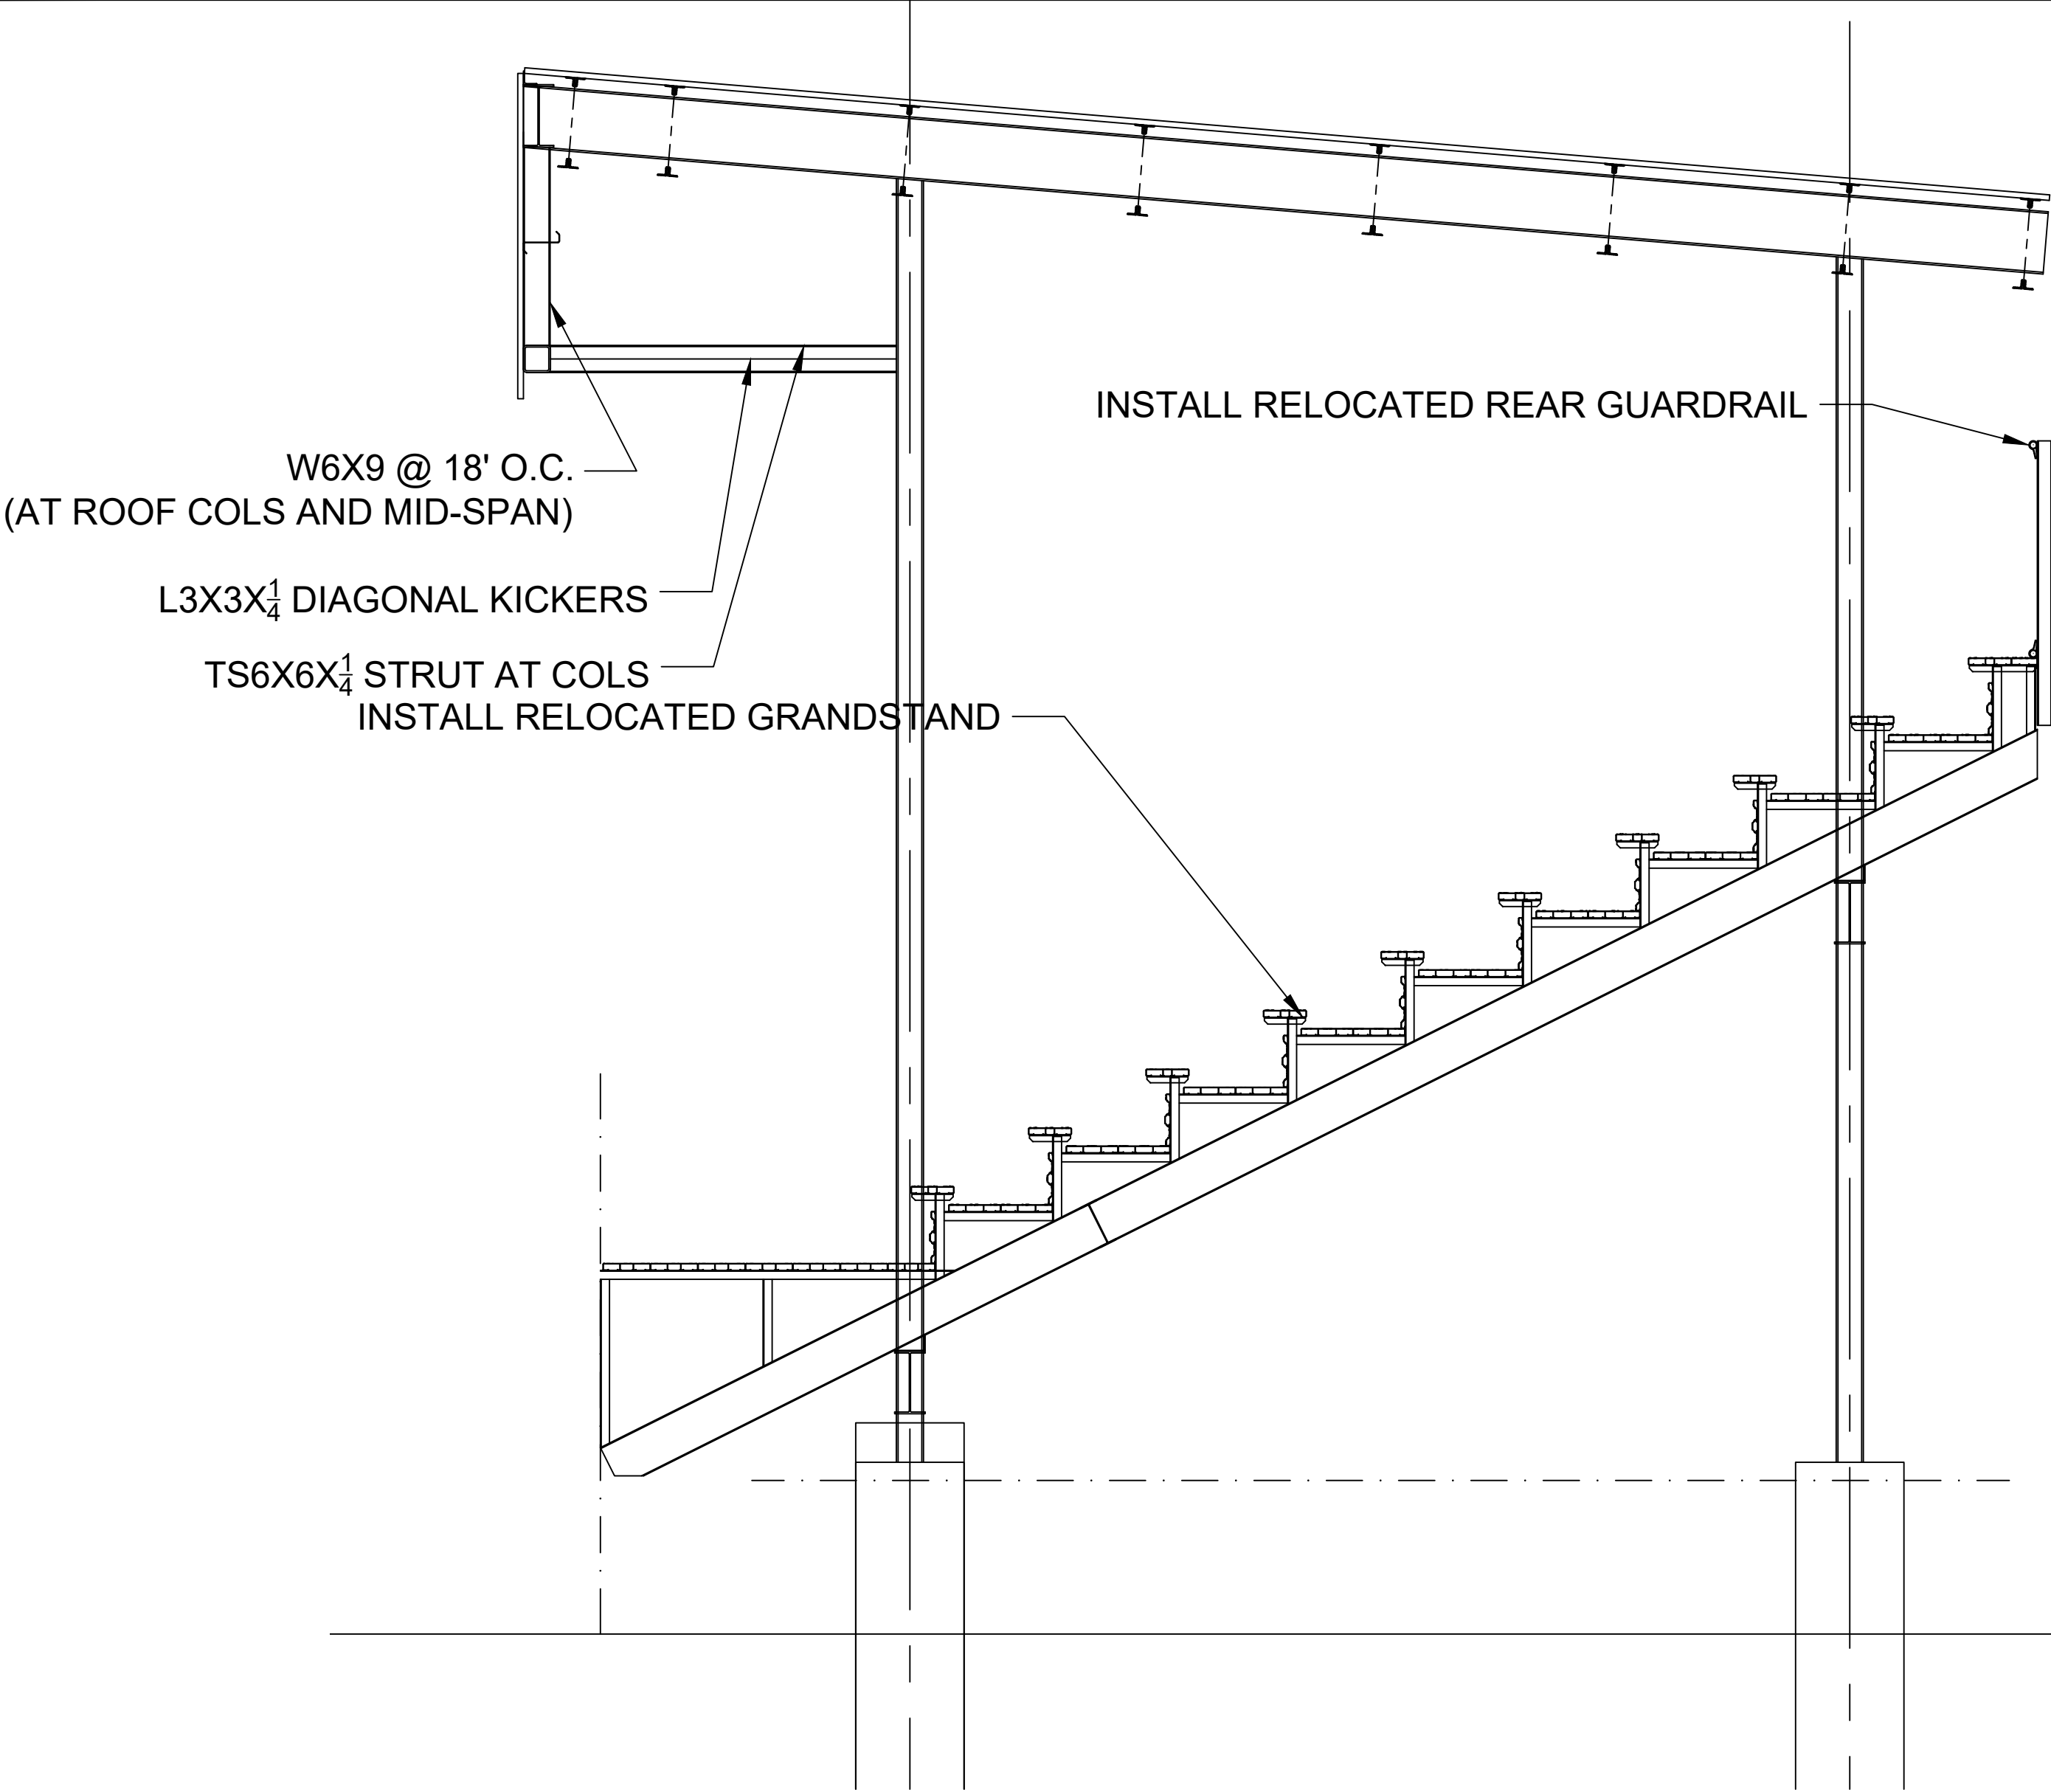 INSTALL RELOCATED REAR GUARDRAIL
W6X9 @ 18' O.C.
(AT ROOF COLS AND MID-SPAN)
L3X3X1/4 DIAGONAL KICKERS
TS6X6X1/4 STRUT AT COLS
INSTALL RELOCATED GRANDSTAND